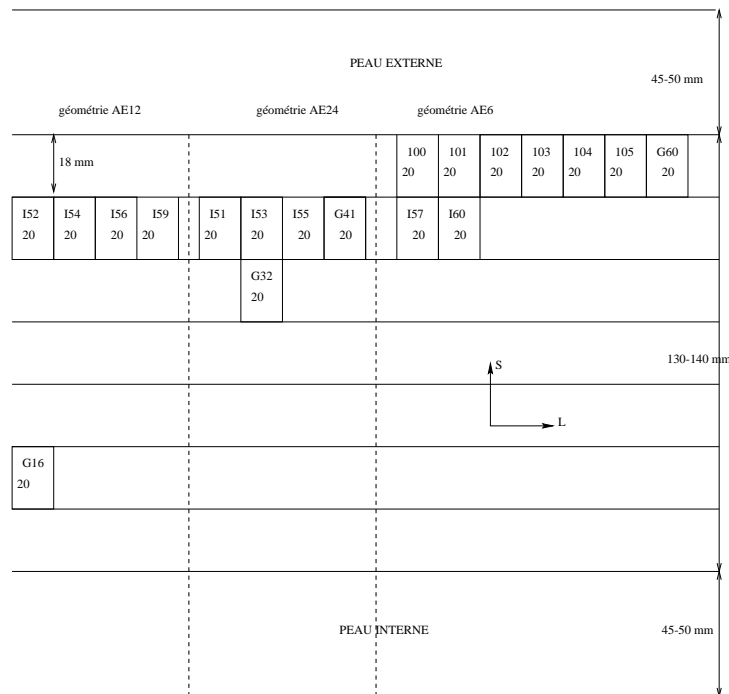 PEAU EXTERNE
45-50 mm
géométrie AE12
géométrie AE24
géométrie AE6
18 mm
100 101 102 103 104 105 G60
20 20 20 20 20 20 20
I52 I54 I56 I59 I51 I53 I55 G41 I57 I60
20 20 20 20 20 20 20 20 20 20
G32
20
130-140 mm
S
L
G16
20
PEAU INTERNE
45-50 mm